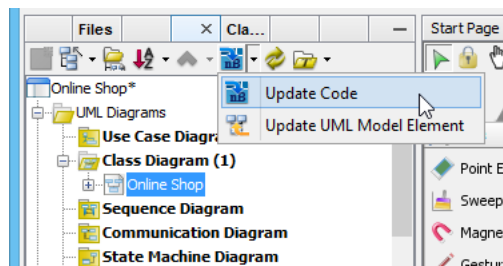 Files
Cla...
Start Page
Online Shop*
Update Code
UML Diagrams
Update UML Model Element
Use Case Diagra
Class Diagram (1)
Point E
Online Shop
Sweep
Sequence Diagram
Communication Diagram
Magne
State Machine Diagram
Gestur